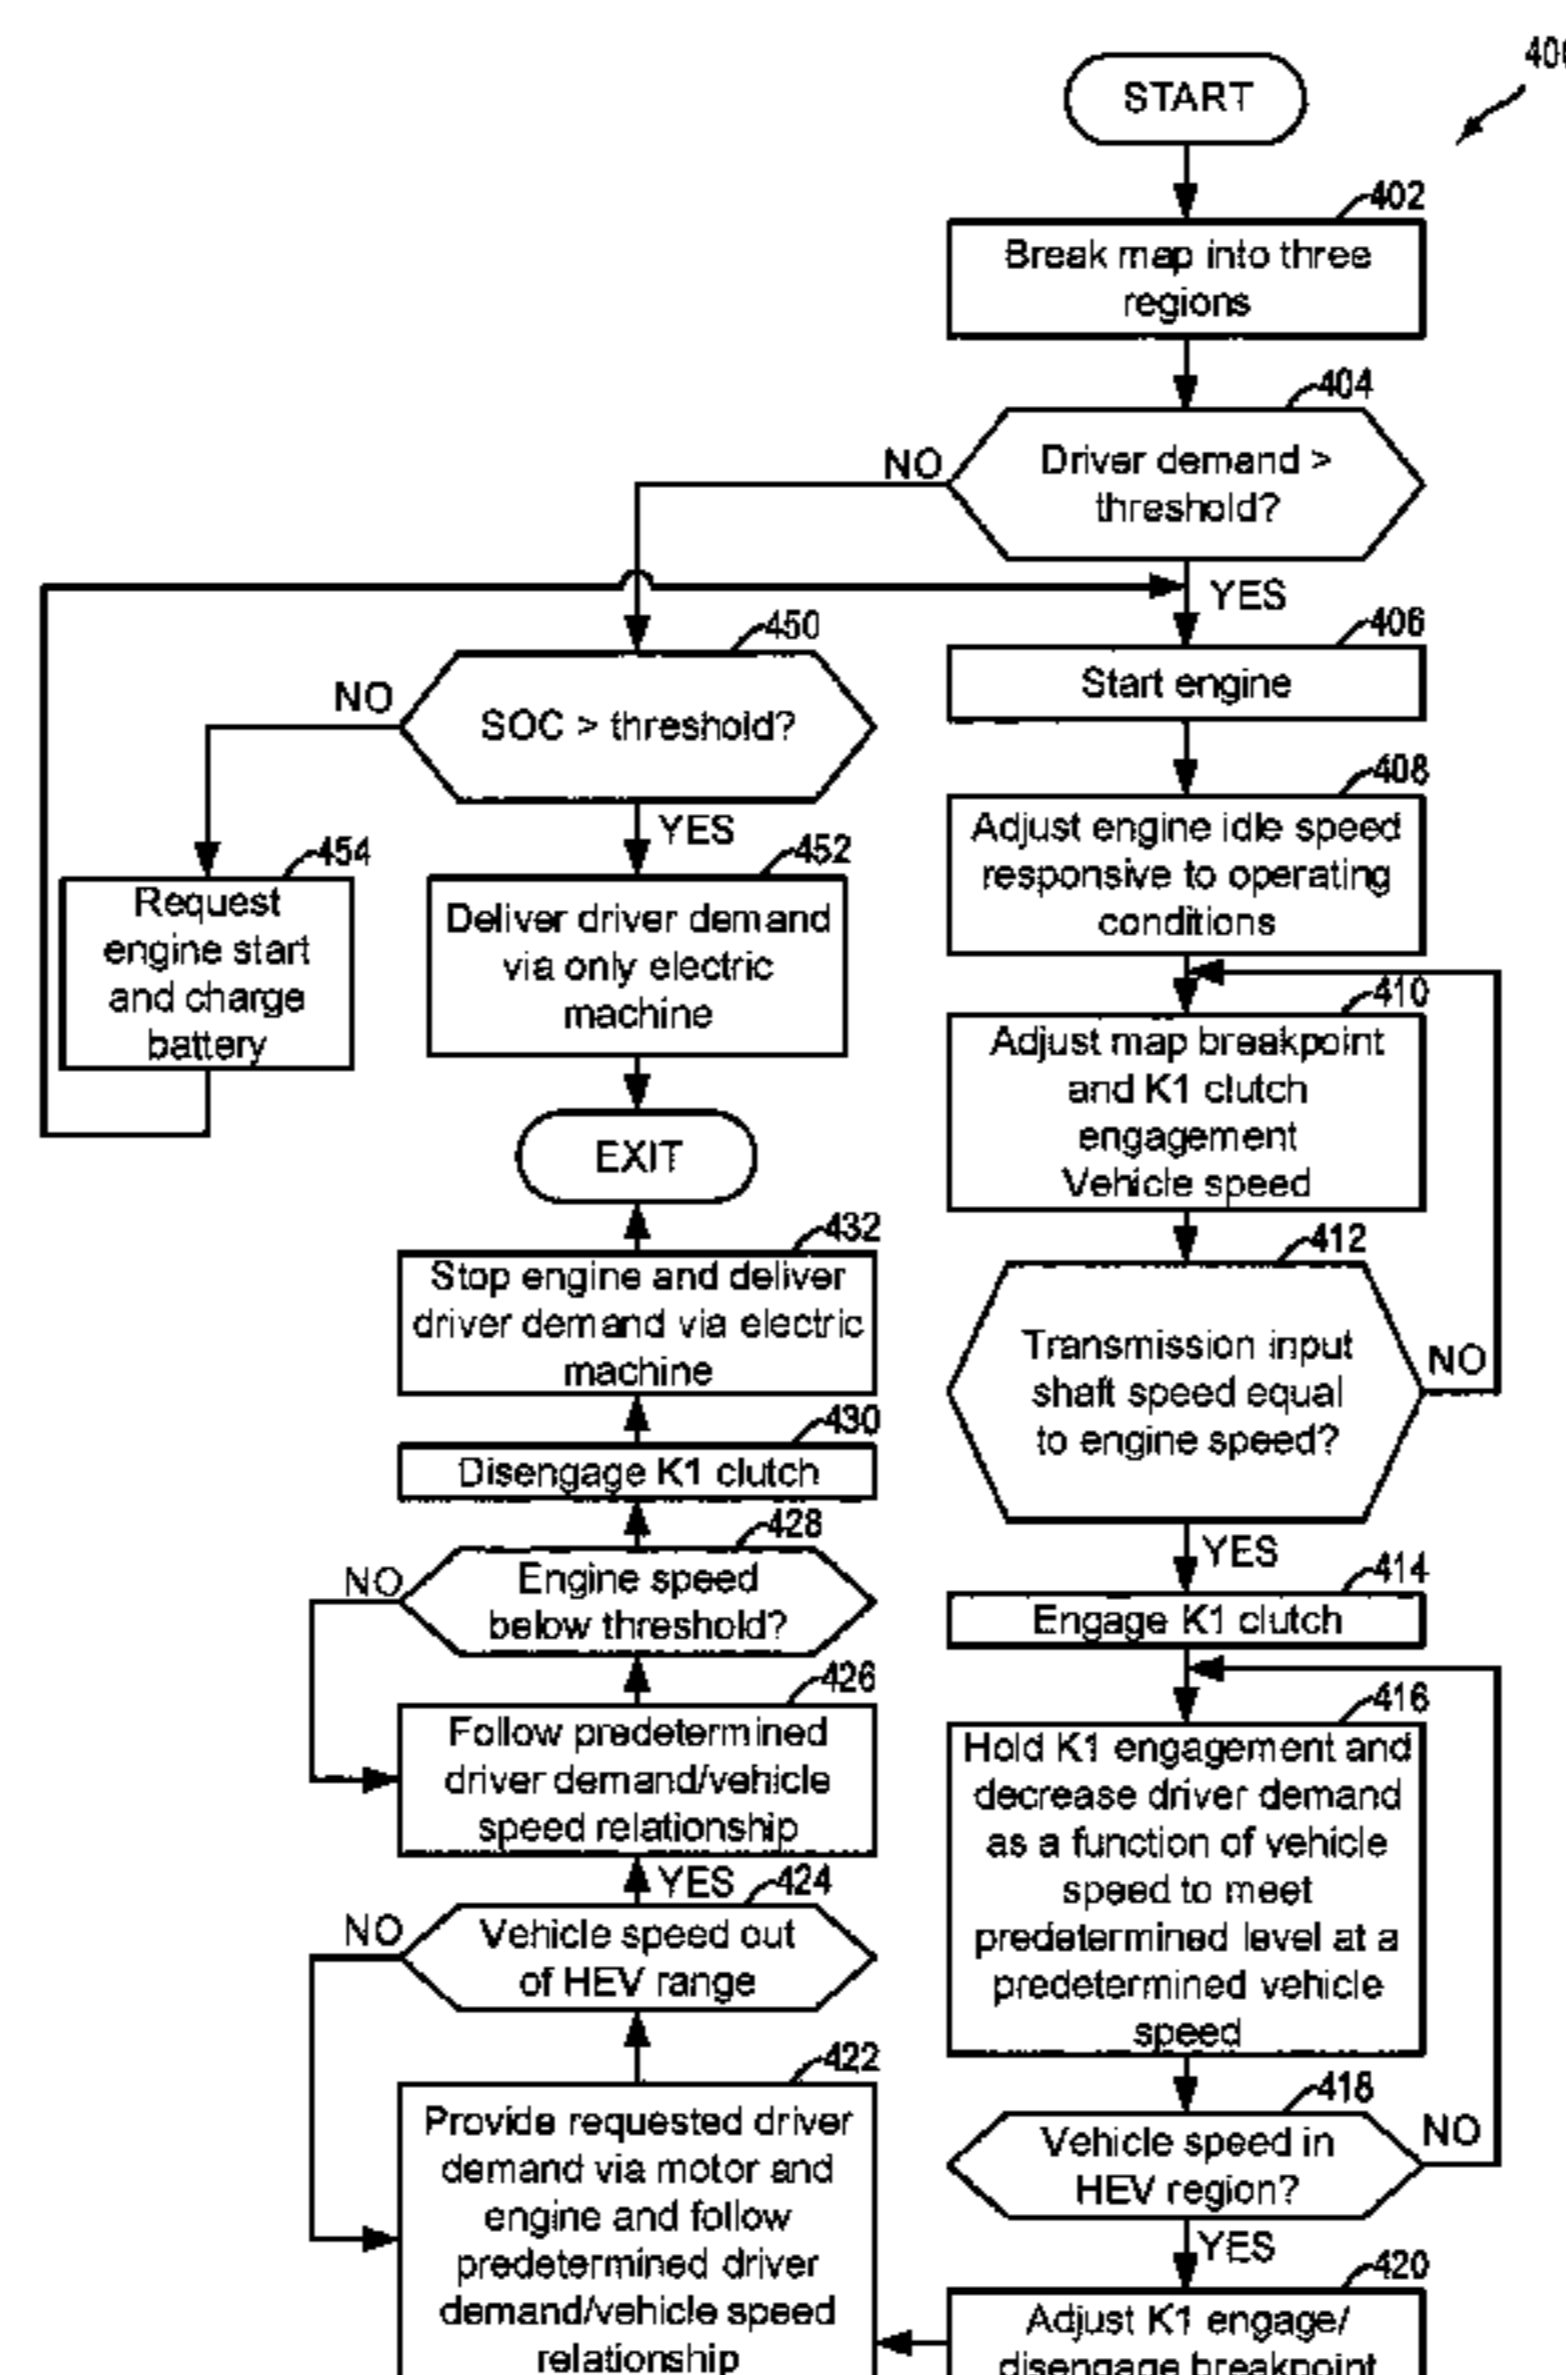 400
START
402
Break map into three
regions
404
Driver demand >
threshold?
NO
YES
406
Start engine
450
SOC > threshold?
NO
YES
408
Adjust engine idle speed
responsive to operating
conditions
454
Request
engine start
and charge
battery
452
Deliver driver demand
via only electric
machine
EXIT
410
Adjust map breakpoint
and K1 clutch
engagement
Vehicle speed
412
Transmission input
shaft speed equal
to engine speed?
NO
YES
414
Engage K1 clutch
416
Hold K1 engagement and
decrease driver demand
as a function of vehicle
speed to meet
predetermined level at a
predetermined vehicle
speed
418
Vehicle speed in
HEV region?
NO
YES
420
Adjust K1 engage/
disengage breakpoint
432
Stop engine and deliver
driver demand via electric
machine
430
Disengage K1 clutch
428
Engine speed
below threshold?
NO
426
Follow predetermined
driver demand/vehicle
speed relationship
YES
424
Vehicle speed out
of HEV range
NO
422
Provide requested driver
demand via motor and
engine and follow
predetermined driver
demand/vehicle speed
relationship